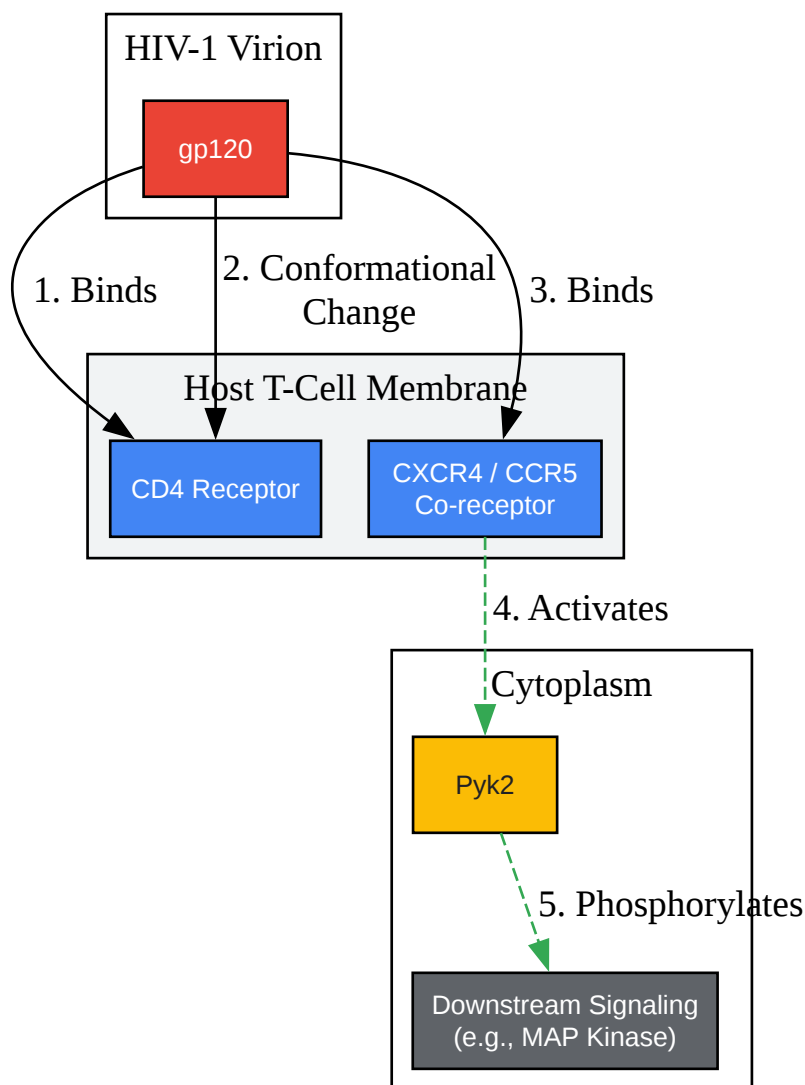 HIV-1 Virion
gp120
1. Binds
2. Conformational
Change
3. Binds
Host T-Cell Membrane
CD4 Receptor
CXCR4 / CCR5
Co-receptor
4. Activates
Cytoplasm
Pyk2
5. Phosphorylates
Downstream Signaling
(e.g., MAP Kinase)